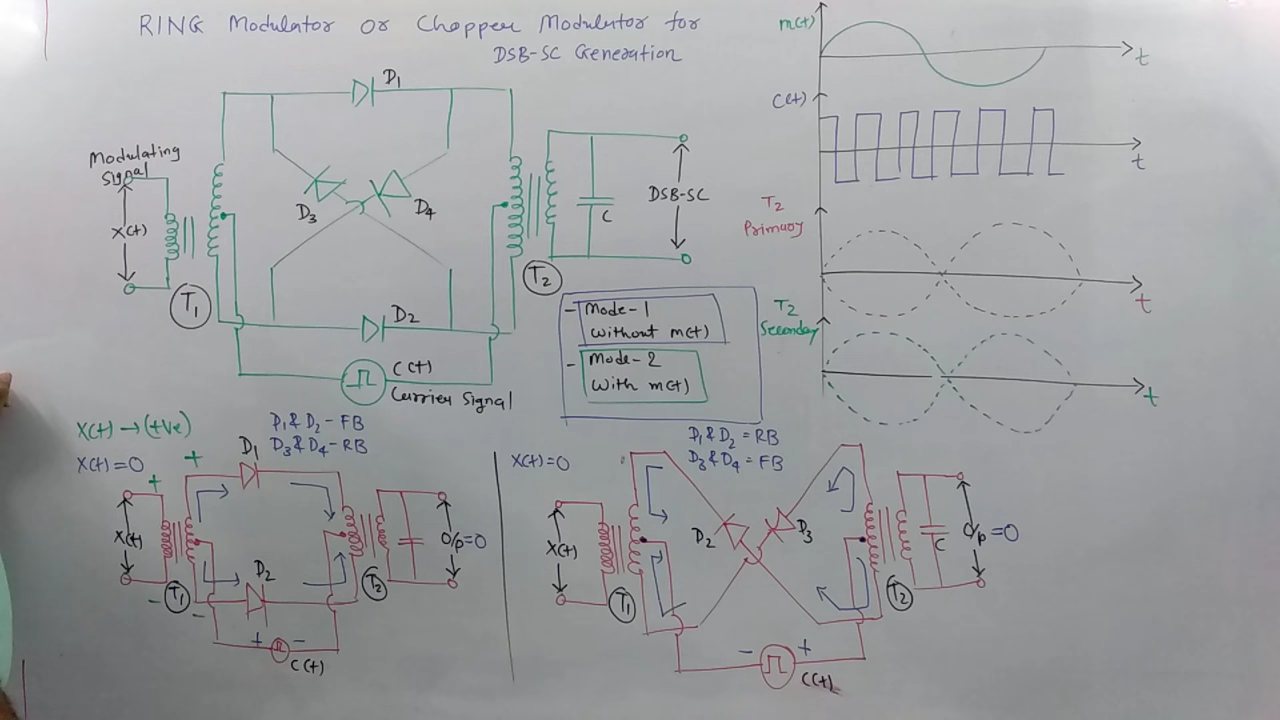 RING Modulator or Chopper Modulator for
DSB-SC Generation
D1
Modulating
Signal
X(t)
D3
D4
C
DSB-SC
T1
T2
D2
C(t)
Carrier Signal
- Mode-1
without m(t)
- Mode-2
with m(t)
m(t)
t
C(t)
t
T2
Primary
t
T2
Secondary
t
X(t) → (+Ve)
X(t) = 0
D1 & D2 - FB
D3 & D4 - RB
D1
+
+
X(t)
O/p=0
D2
T1
T2
-
-
+
-
C(t)
X(t) = 0
D1 & D2 = RB
D3 & D4 = FB
D2
D3
X(t)
C
O/p=0
T1
T2
-
+
C(t)